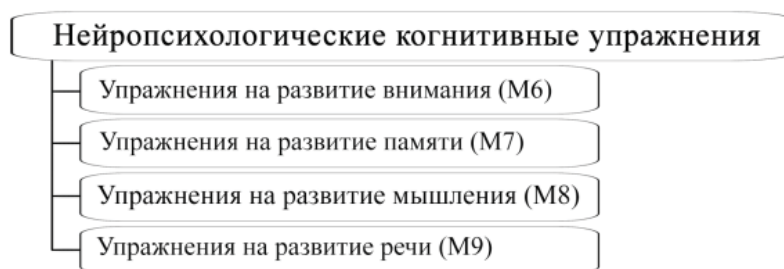 Нейропсихологические когнитивные упражнения
Упражнения на развитие внимания (М6)
Упражнения на развитие памяти (М7)
Упражнения на развитие мышления (М8)
Упражнения на развитие речи (М9)